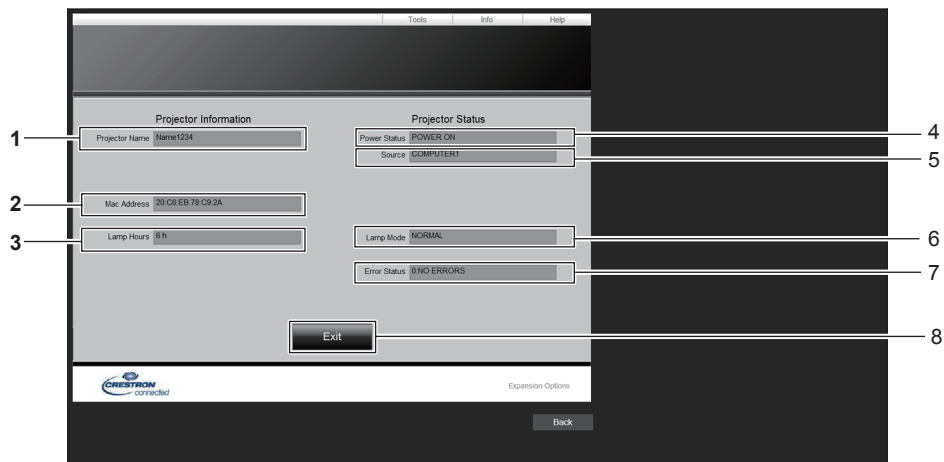 Tools Info Help
Projector Information
Projector Status
1 Projector Name Name1234
Power Status POWER ON 4
Source COMPUTER1 5
2 Mac Address 20:C6:EB:78:C9:2A
3 Lamp Hours 6 h
Lamp Mode NORMAL 6
Error Status 0:NO ERRORS 7
Exit 8
CRESTRON
connected
Expansion Options
Back